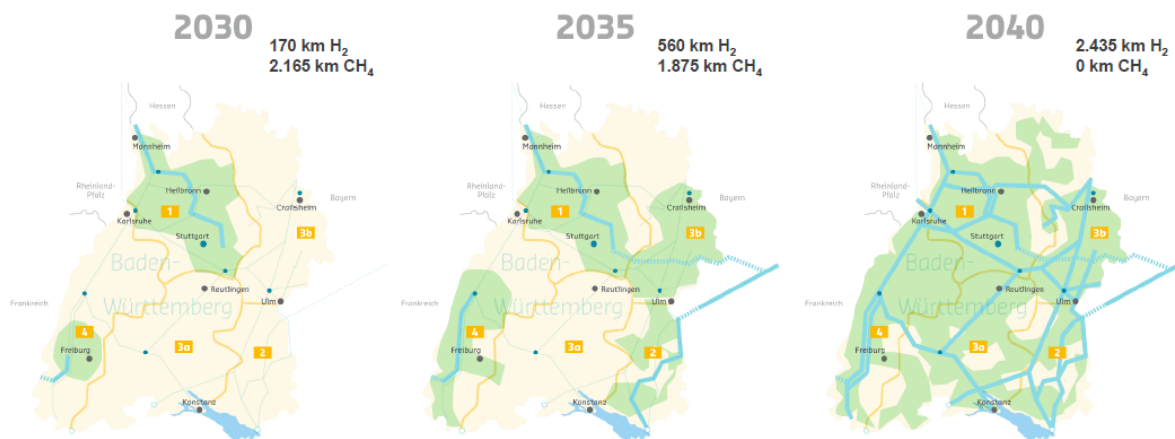 2030
170 km H₂
2.165 km CH₄
Hessen
Mannheim
Rheinland-
Pfalz
Heilbronn
Crailsheim
Bayern
1
Karlsruhe
Stuttgart
3b
Baden-
Württemberg
Frankreich
Reutlingen
Ulm
4
Freiburg
3a
2
Konstanz
2035
560 km H₂
1.875 km CH₄
Hessen
Mannheim
Rheinland-
Pfalz
Heilbronn
Crailsheim
Bayern
1
Karlsruhe
Stuttgart
3b
Baden-
Württemberg
Frankreich
Reutlingen
Ulm
4
Freiburg
3a
2
Konstanz
2040
2.435 km H₂
0 km CH₄
Hessen
Mannheim
Rheinland-
Pfalz
Heilbronn
Crailsheim
Bayern
1
Karlsruhe
Stuttgart
3b
Baden-
Württemberg
Frankreich
Reutlingen
Ulm
4
Freiburg
3a
2
Konstanz